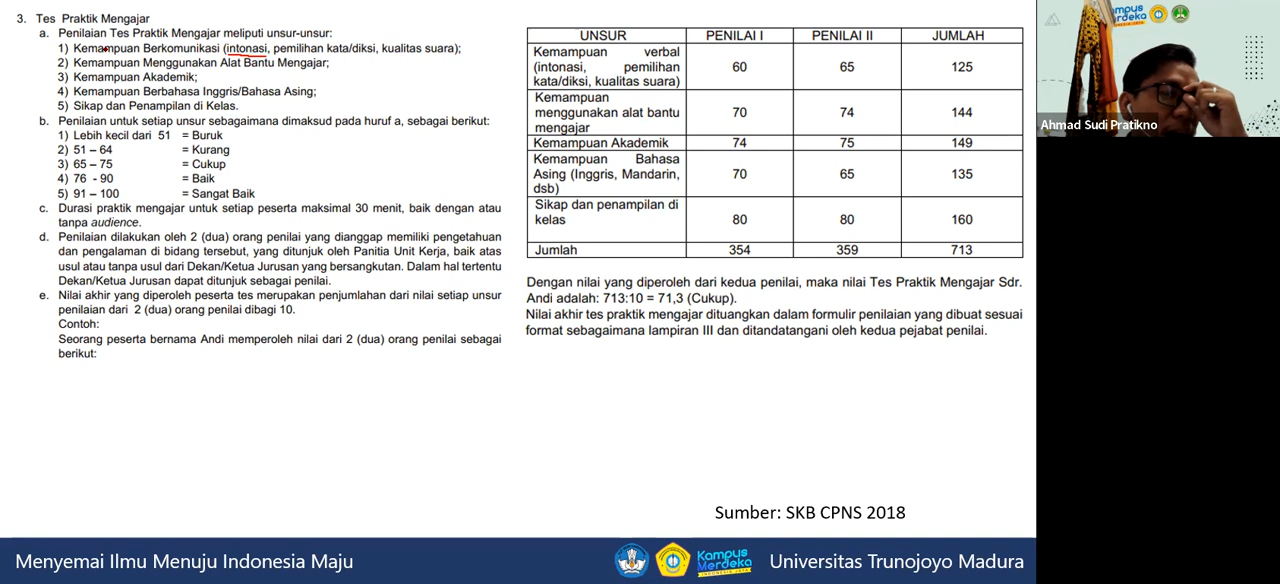 3. Tes Praktik Mengajar
a. Penilaian Tes Praktik Mengajar meliputi unsur-unsur:
1) Kemampuan Berkomunikasi (intonasi, pemilihan kata/diksi, kualitas suara);
2) Kemampuan Menggunakan Alat Bantu Mengajar;
3) Kemampuan Akademik;
4) Kemampuan Berbahasa Inggris/Bahasa Asing;
5) Sikap dan Penampilan di Kelas.
b. Penilaian untuk setiap unsur sebagaimana dimaksud pada huruf a, sebagai berikut:
1) Lebih kecil dari 51 = Buruk
2) 51 – 64 = Kurang
3) 65 – 75 = Cukup
4) 76 - 90 = Baik
5) 91 – 100 = Sangat Baik
c. Durasi praktik mengajar untuk setiap peserta maksimal 30 menit, baik dengan atau
tanpa audience.
d. Penilaian dilakukan oleh 2 (dua) orang penilai yang dianggap memiliki pengetahuan
dan pengalaman di bidang tersebut, yang ditunjuk oleh Panitia Unit Kerja, baik atas
usul atau tanpa usul dari Dekan/Ketua Jurusan yang bersangkutan. Dalam hal tertentu
Dekan/Ketua Jurusan dapat ditunjuk sebagai penilai.
e. Nilai akhir yang diperoleh peserta tes merupakan penjumlahan dari nilai setiap unsur
penilaian dari 2 (dua) orang penilai dibagi 10.
Contoh:
Seorang peserta bernama Andi memperoleh nilai dari 2 (dua) orang penilai sebagai
berikut:
UNSUR PENILAI I PENILAI II JUMLAH
Kemampuan verbal
(intonasi, pemilihan
kata/diksi, kualitas suara) 60 65 125
Kemampuan
menggunakan alat bantu
mengajar 70 74 144
Kemampuan Akademik 74 75 149
Kemampuan Bahasa
Asing (Inggris, Mandarin,
dsb) 70 65 135
Sikap dan penampilan di
kelas 80 80 160
Jumlah 354 359 713
Dengan nilai yang diperoleh dari kedua penilai, maka nilai Tes Praktik Mengajar Sdr.
Andi adalah: 713:10 = 71,3 (Cukup).
Nilai akhir tes praktik mengajar dituangkan dalam formulir penilaian yang dibuat sesuai
format sebagaimana lampiran III dan ditandatangani oleh kedua pejabat penilai.
Sumber: SKB CPNS 2018
Menyemai Ilmu Menuju Indonesia Maju
Kampus
Merdeka
INDONESIA JAYA
Universitas Trunojoyo Madura
Ahmad Sudi Pratikno